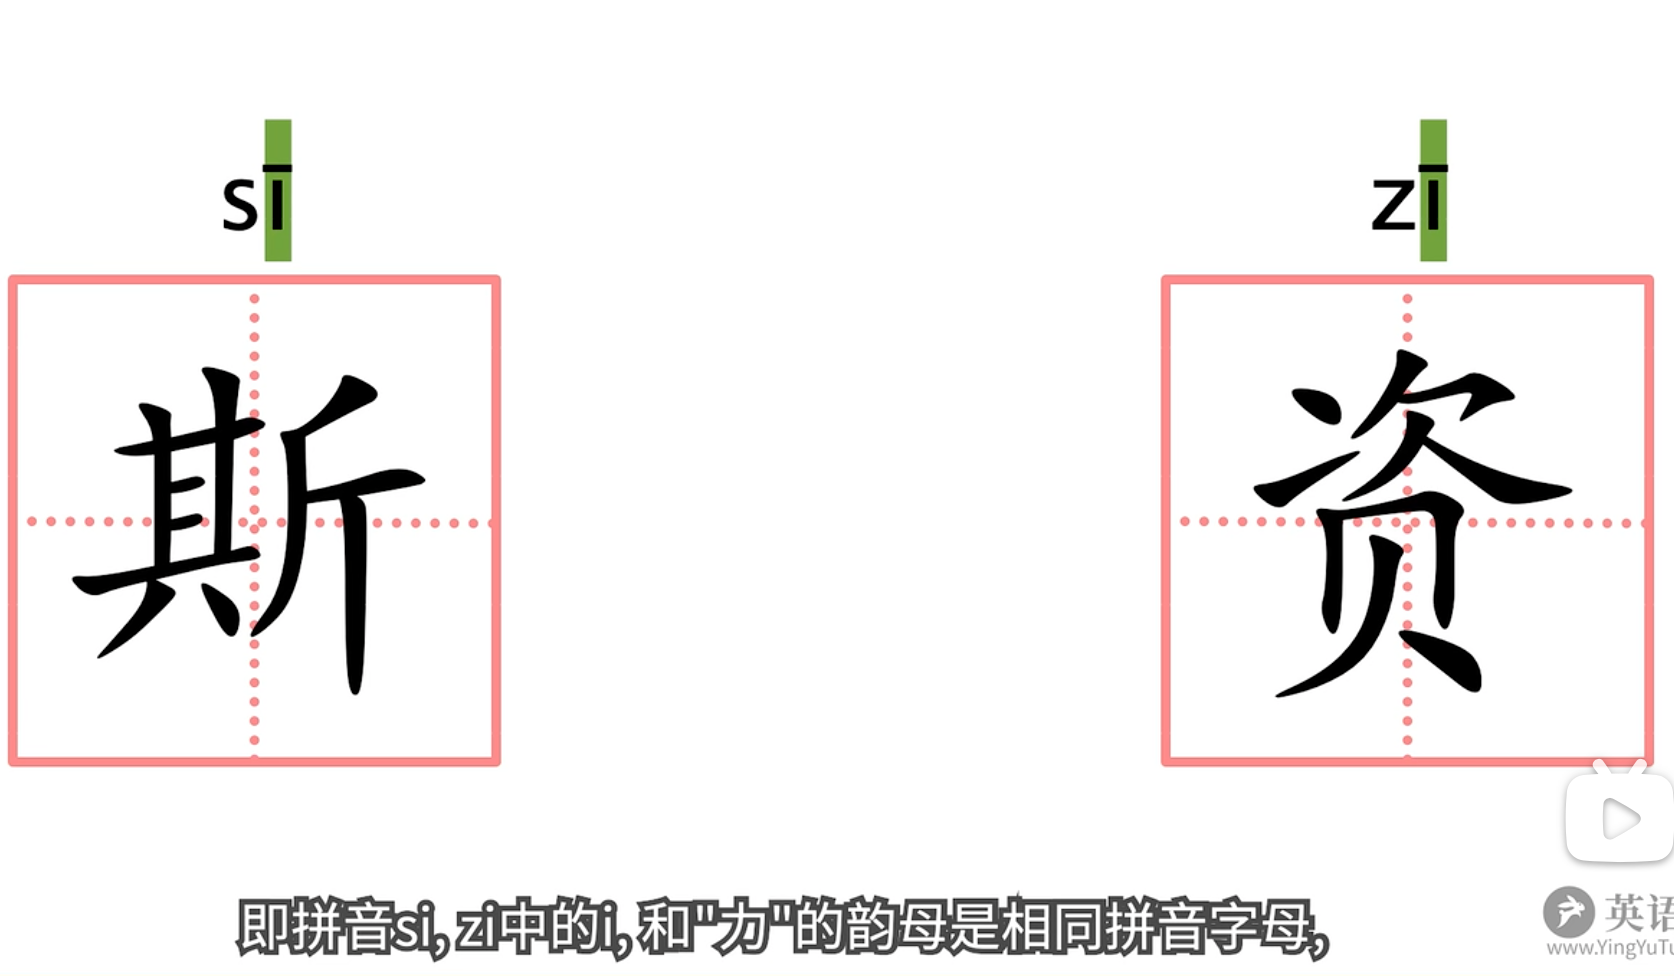 sī
zī
斯
资
即拼音si, zi中的i, 和"力"的韵母是相同拼音字母,
英语
www.YingYuTu